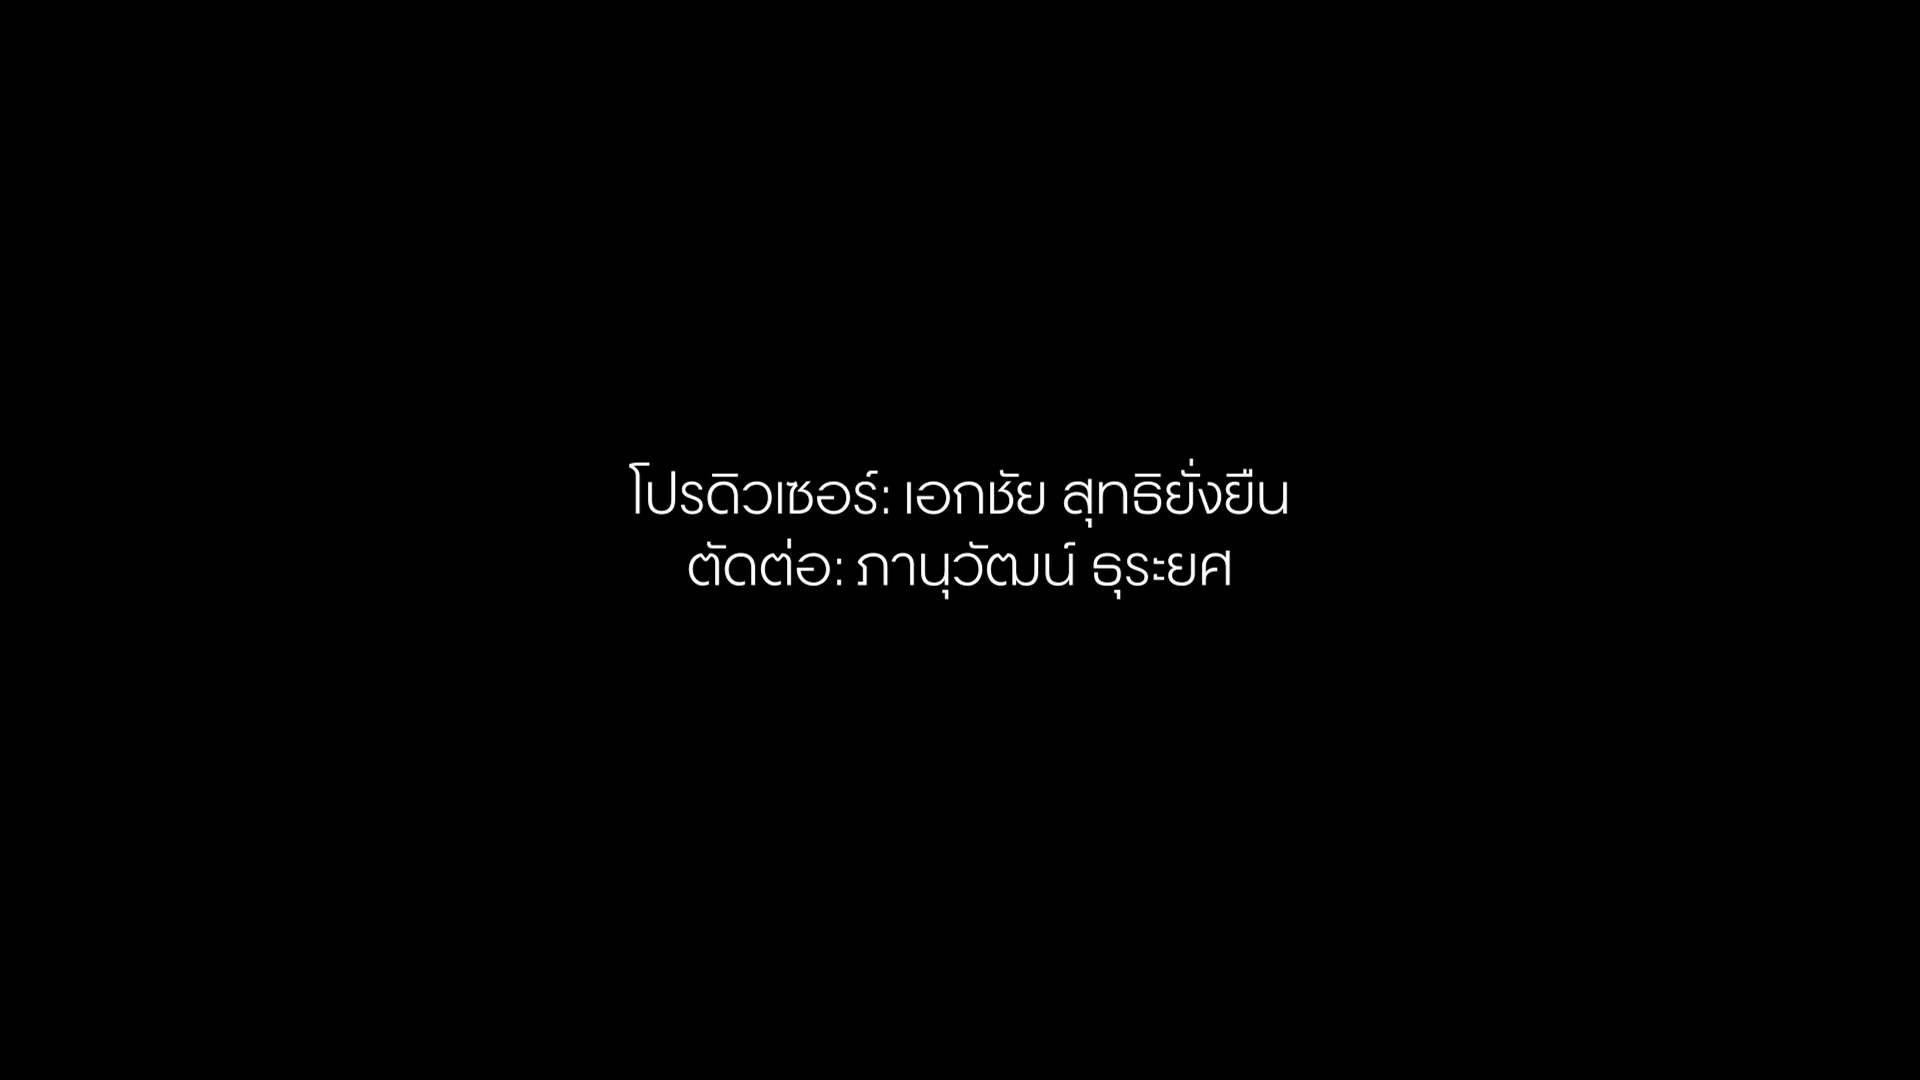 โปรดิวเซอร์: เอกชัย สุทธิยั่งยืน
ตัดต่อ: ภานุวัฒน์ ธุระยศ